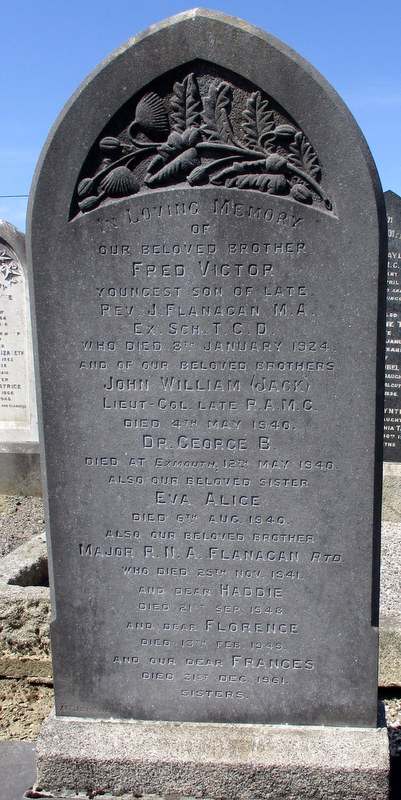 IN LOVING MEMORY
OF
OUR BELOVED BROTHER
FRED VICTOR
YOUNGEST SON OF LATE
REV. J. FLANAGAN M.A.
EX. SCH. T.C.D.
WHO DIED 8TH JANUARY 1924.
AND OF OUR BELOVED BROTHERS
JOHN WILLIAM (JACK)
LIEUT-COL. LATE R.A.M.C.
DIED 4TH MAY 1940.
DR. GEORGE B.
DIED AT EXMOUTH, 12TH MAY 1940.
ALSO OUR BELOVED SISTER
EVA ALICE
DIED 6TH AUG. 1940.
ALSO OUR BELOVED BROTHER
MAJOR R.N.A. FLANAGAN RTD
WHO DIED 25TH NOV. 1941.
AND DEAR HADDIE
DIED 21ST SEP. 1948
AND DEAR FLORENCE
DIED 15TH FEB. 1949.
AND OUR DEAR FRANCES
DIED 31ST DEC. 1961.
SISTERS.